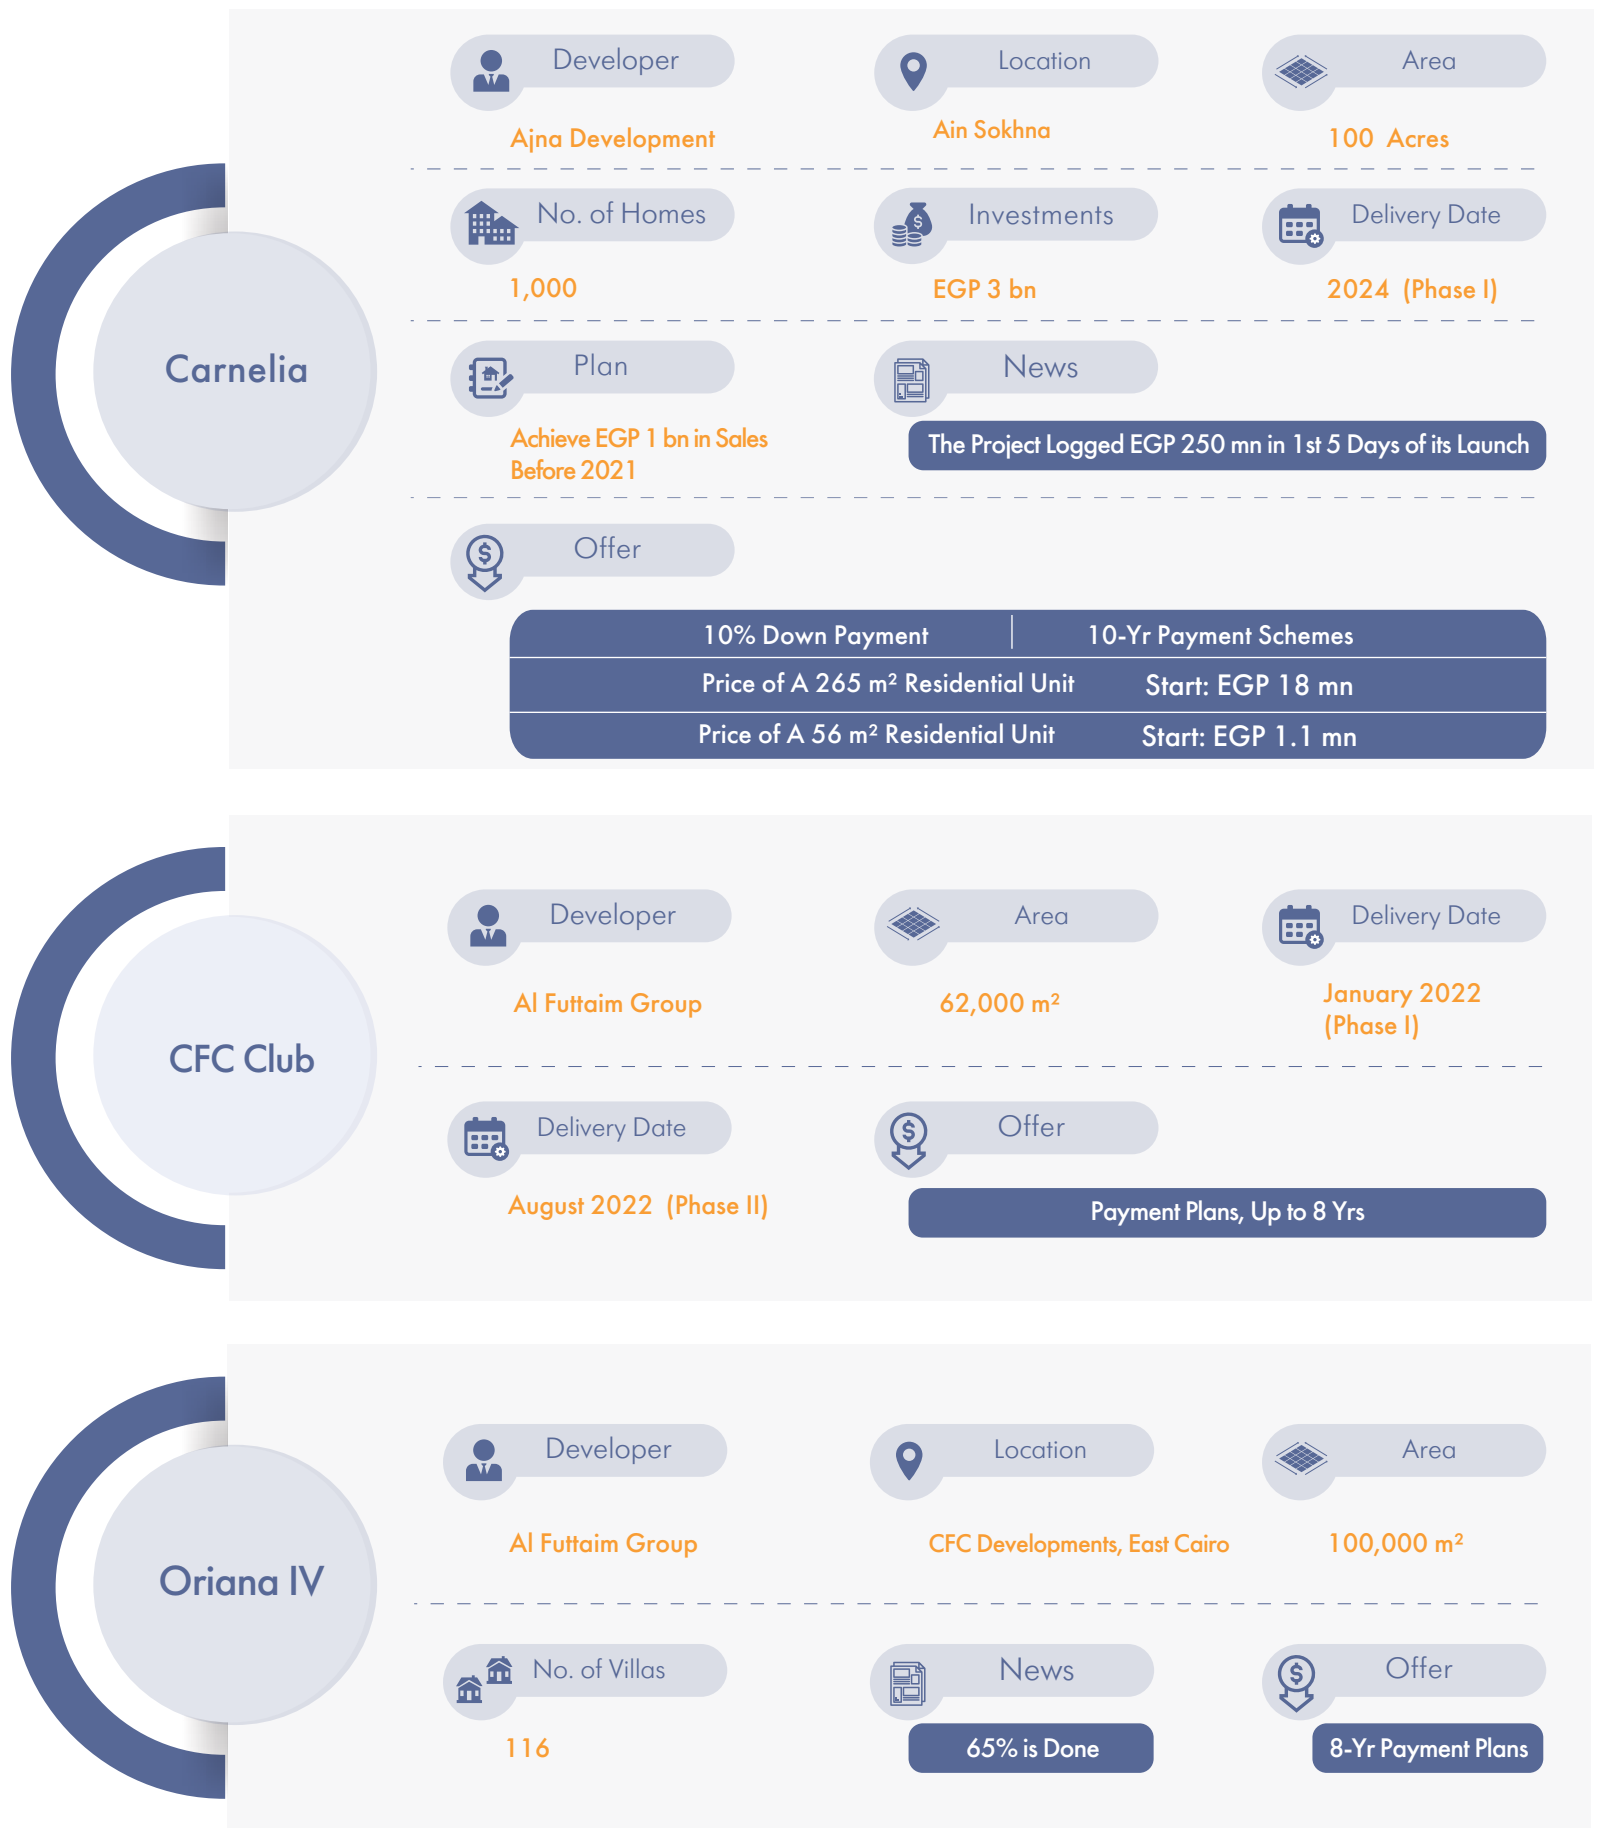 Carnelia
Developer
Ajna Development
Location
Ain Sokhna
Area
100 Acres
No. of Homes
1,000
Investments
EGP 3 bn
Delivery Date
2024 (Phase I)
Plan
Achieve EGP 1 bn in Sales
Before 2021
News
The Project Logged EGP 250 mn in 1st 5 Days of its Launch
Offer
10% Down Payment
10-Yr Payment Schemes
Price of A 265 m² Residential Unit
Start: EGP 18 mn
Price of A 56 m² Residential Unit
Start: EGP 1.1 mn
CFC Club
Developer
Al Futtaim Group
Area
62,000 m²
Delivery Date
January 2022
(Phase I)
Delivery Date
August 2022 (Phase II)
Offer
Payment Plans, Up to 8 Yrs
Oriana IV
Developer
Al Futtaim Group
Location
CFC Developments, East Cairo
Area
100,000 m²
No. of Villas
116
News
65% is Done
Offer
8-Yr Payment Plans